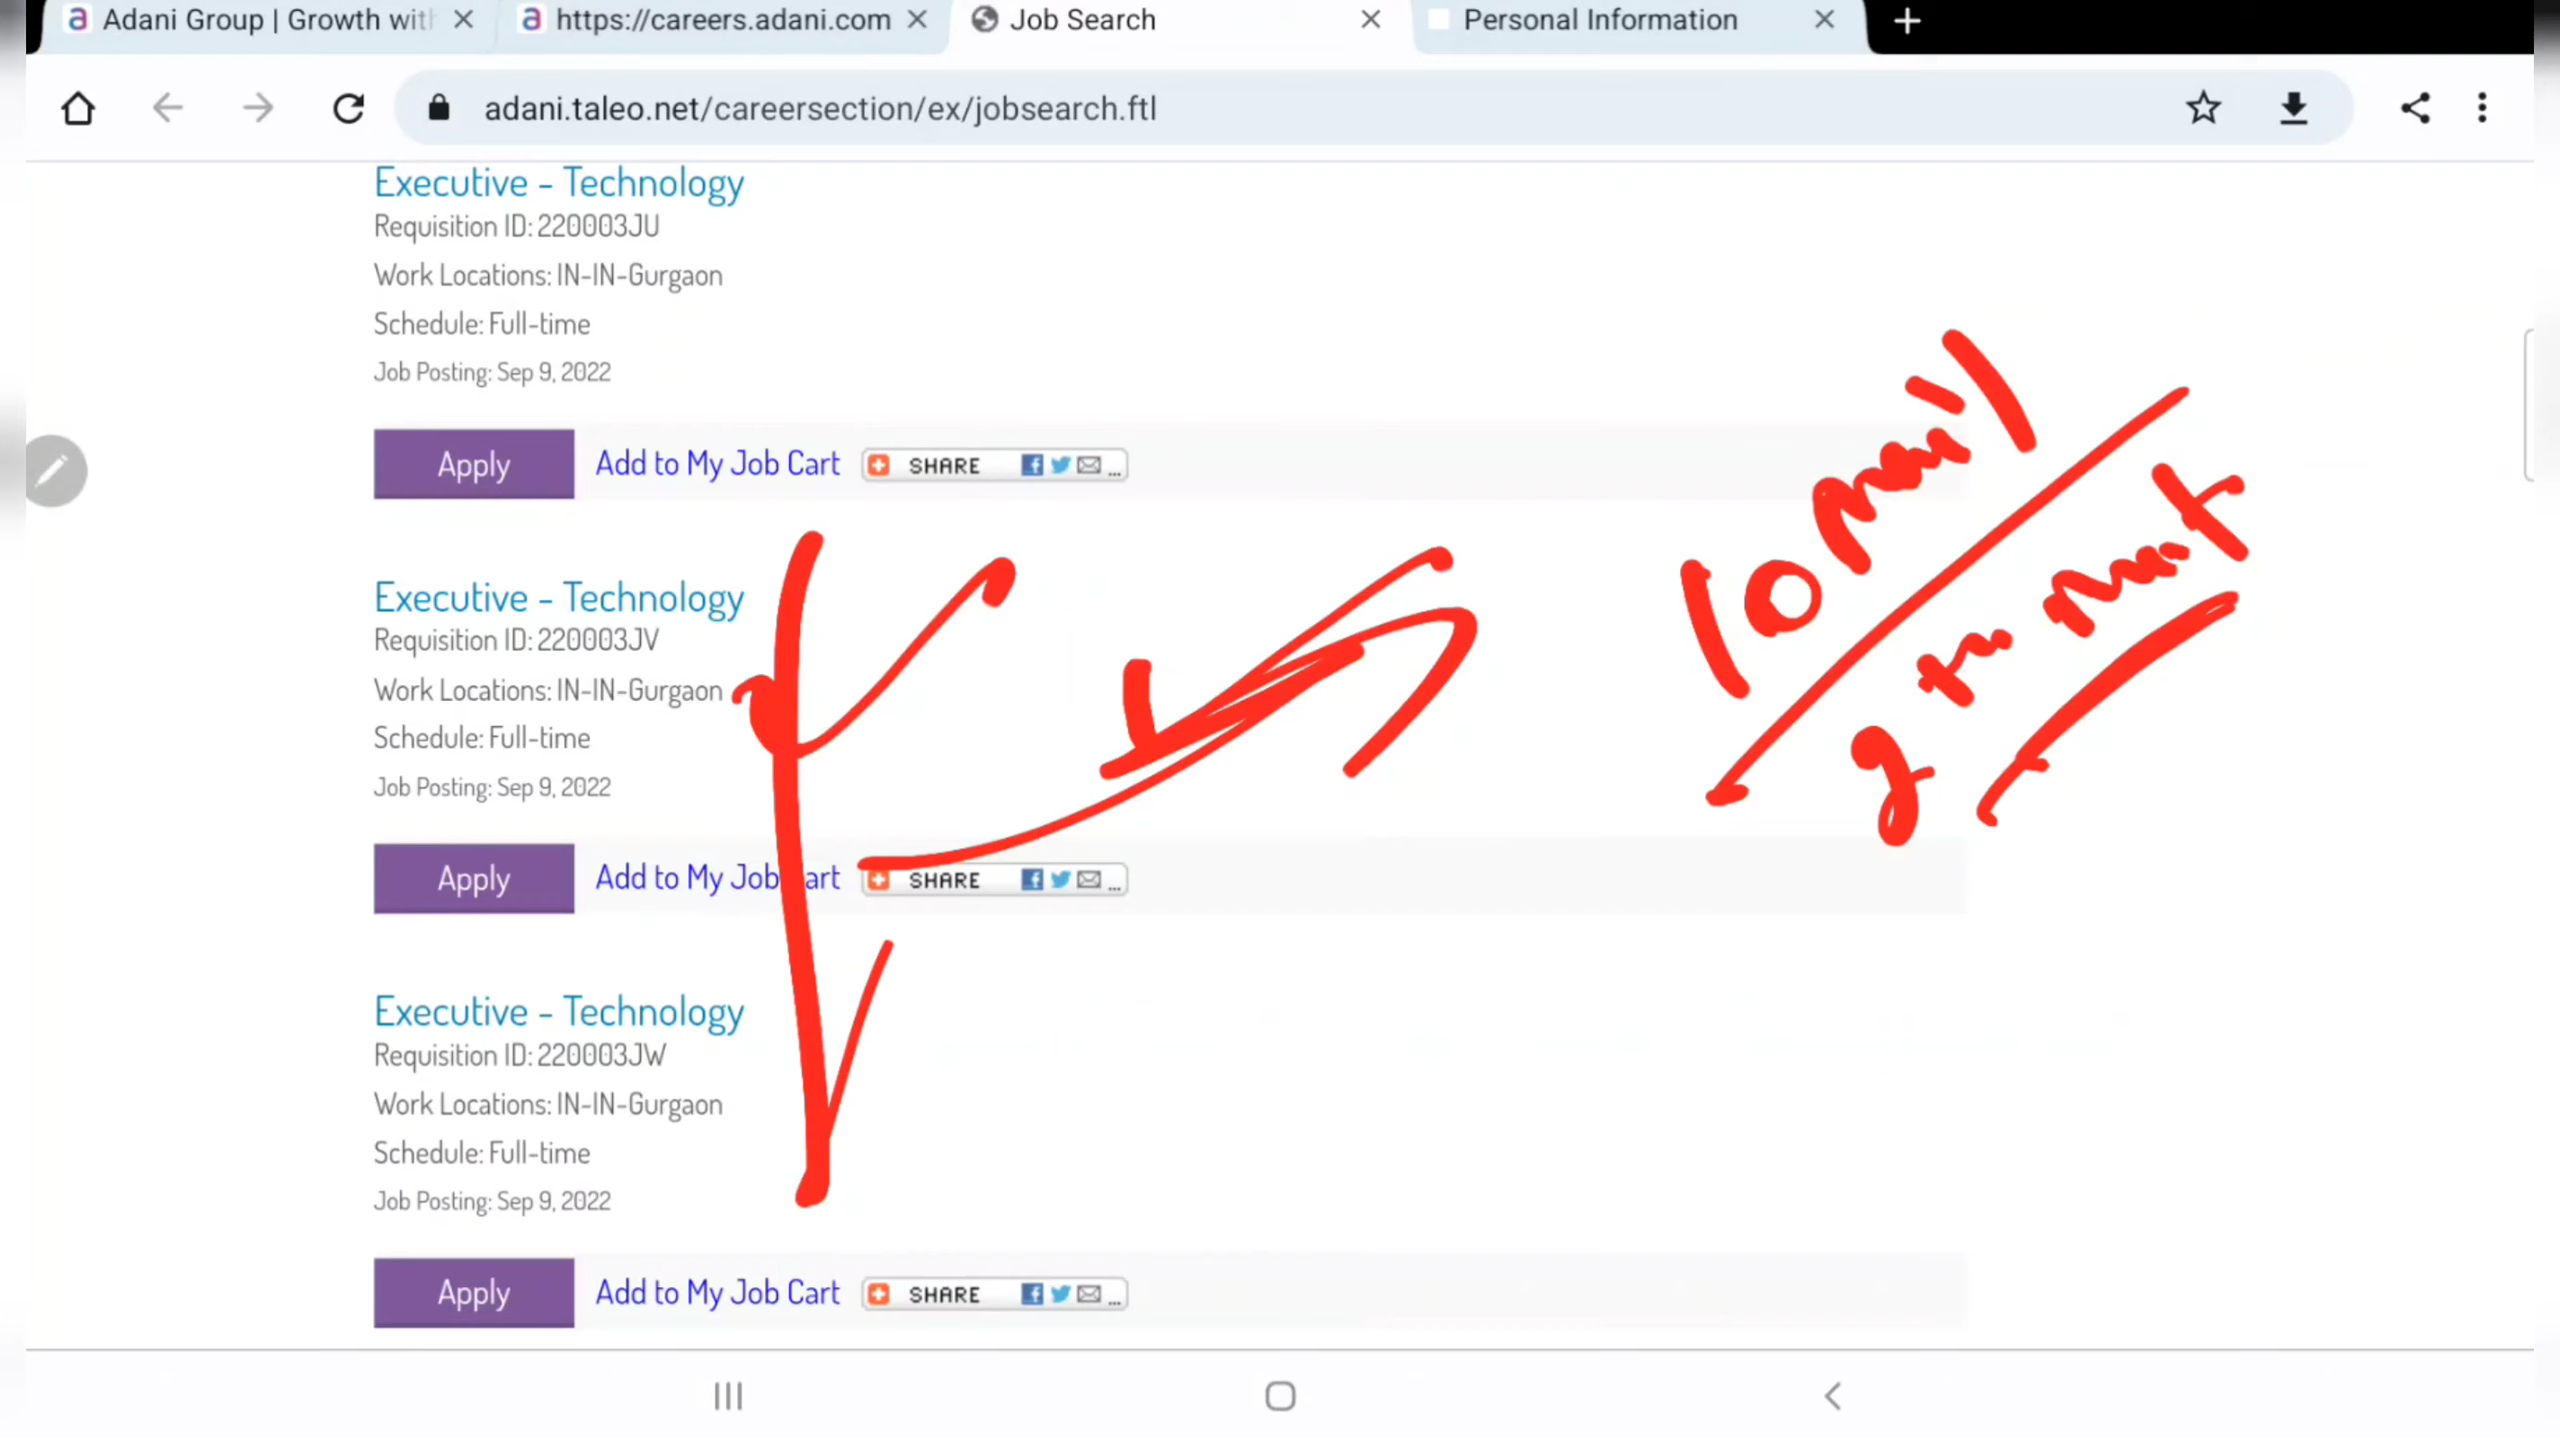 Adani Group | Growth wit
https://careers.adani.com
Job Search
Personal Information
adani.taleo.net/careersection/ex/jobsearch.ftl
Executive - Technology
Requisition ID: 220003JU
Work Locations: IN-IN-Gurgaon
Schedule: Full-time
Job Posting: Sep 9, 2022
Apply Add to My Job Cart SHARE ...
Executive - Technology
Requisition ID: 220003JV
Work Locations: IN-IN-Gurgaon
Schedule: Full-time
Job Posting: Sep 9, 2022
Apply Add to My Job art SHARE ...
Executive - Technology
Requisition ID: 220003JW
Work Locations: IN-IN-Gurgaon
Schedule: Full-time
Job Posting: Sep 9, 2022
Apply Add to My Job Cart SHARE ...